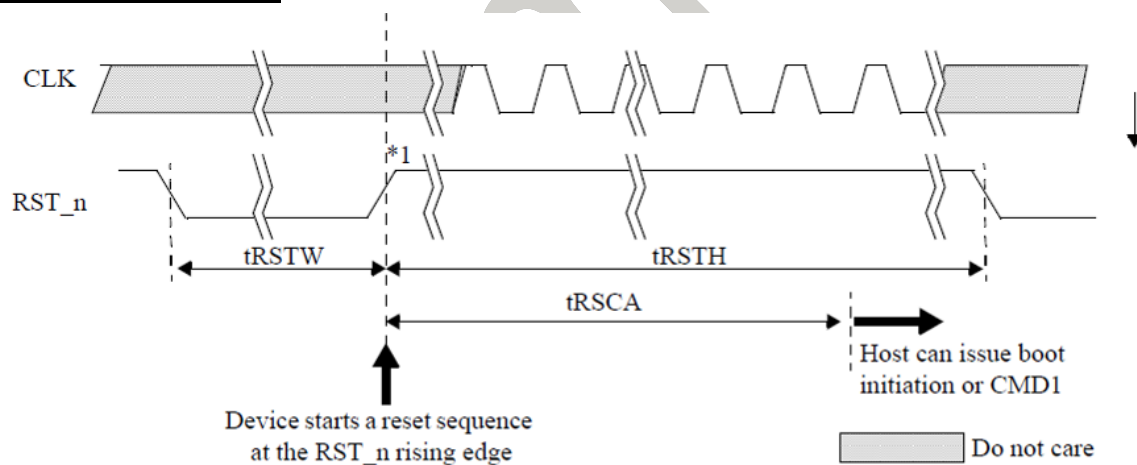 CLK
*1
RST_n
tRSTW
tRSTH
tRSCA
Host can issue boot
initiation or CMD1
Device starts a reset sequence
at the RST_n rising edge
Do not care